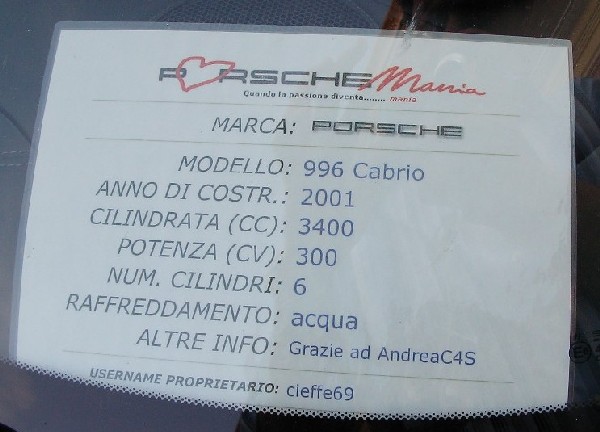 PORSCHE Mania
Quando la passione diventa........ mania
MARCA: PORSCHE
MODELLO: 996 Cabrio
ANNO DI COSTR.: 2001
CILINDRATA (CC): 3400
POTENZA (CV): 300
NUM. CILINDRI: 6
RAFFREDDAMENTO: acqua
ALTRE INFO: Grazie ad AndreaC4S
USERNAME PROPRIETARIO: cieffe69